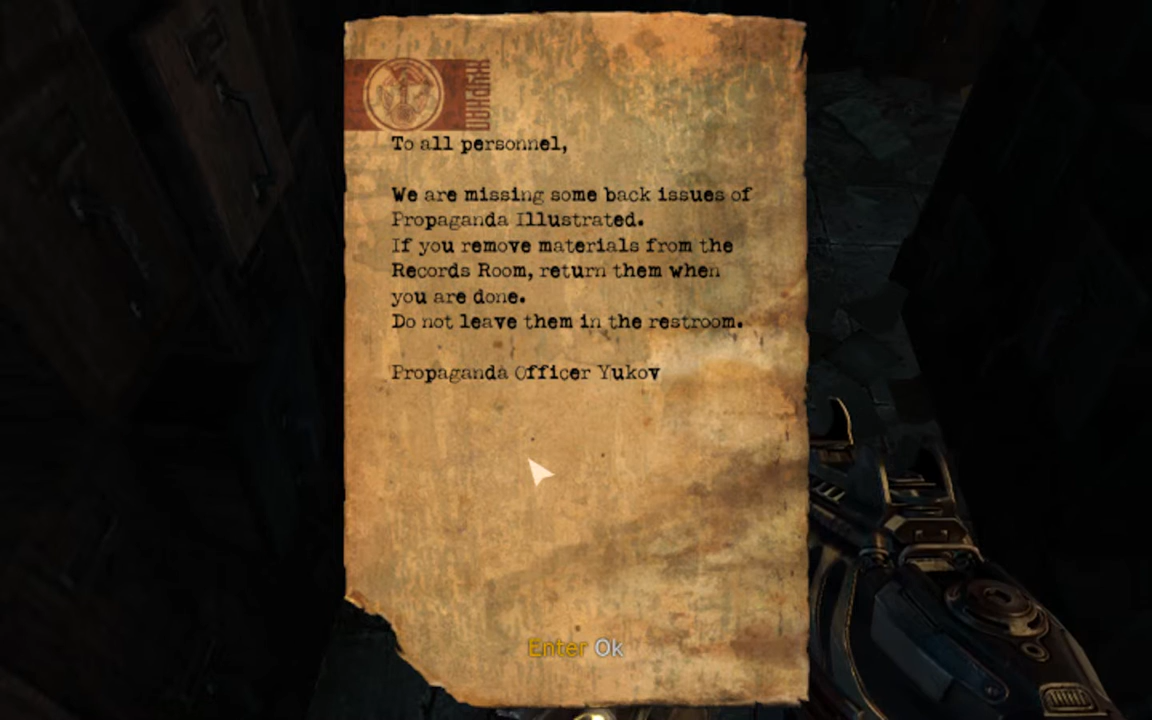 To all personnel,
We are missing some back issues of
Propaganda Illustrated.
If you remove materials from the
Records Room, return them when
you are done.
Do not leave them in the restroom.
Propaganda Officer Yukov
Enter Ok